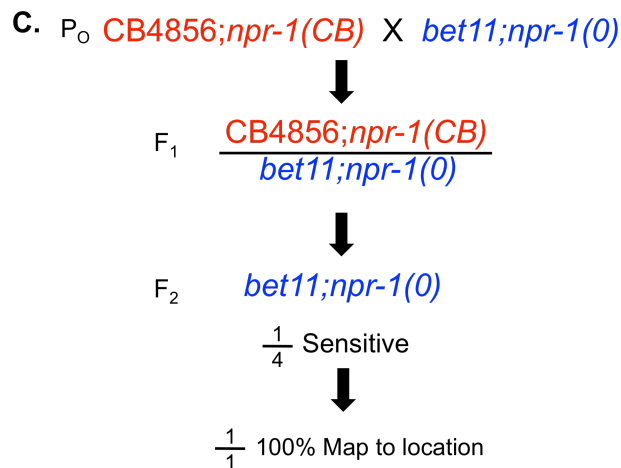 C. PO CB4856;npr-1(CB) X bet11;npr-1(0)
F1 CB4856;npr-1(CB)
bet11;npr-1(0)
F2 bet11;npr-1(0)
1/4 Sensitive
1/1 100% Map to location